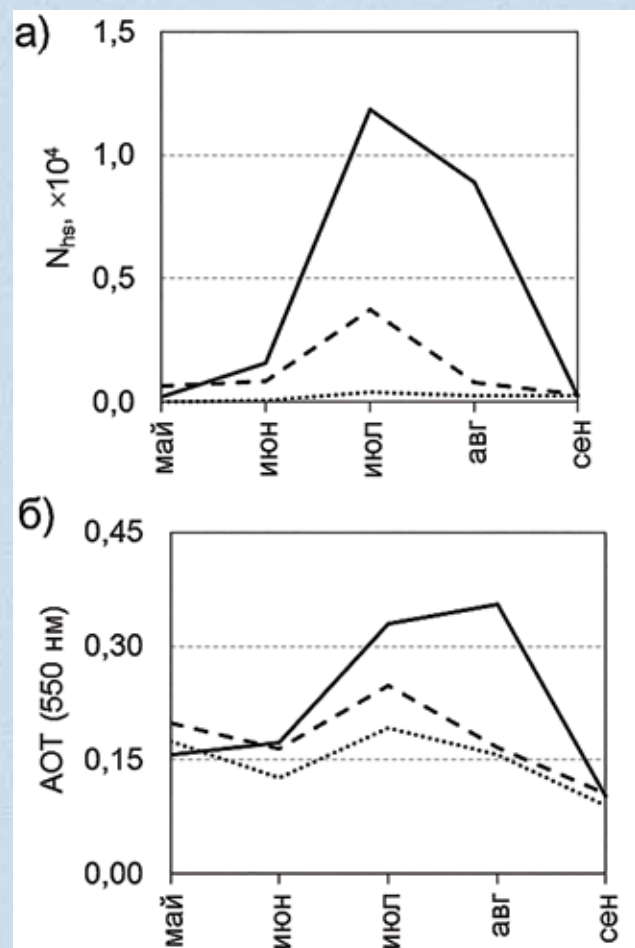 а)
1,5
1,0
0,5
0,0
Nhs, ×10⁴
май
июн
июл
авг
сен
б)
0,45
0,30
0,15
0,00
АОТ (550 нм)
май
июн
июл
авг
сен